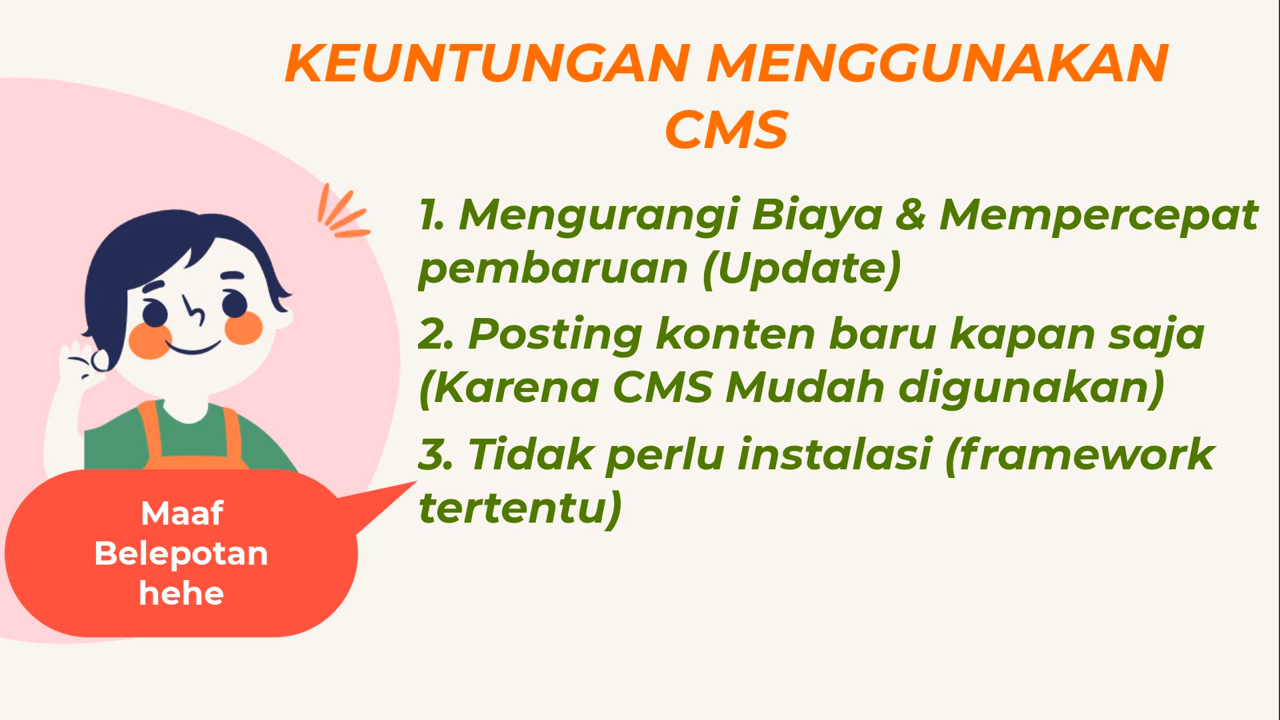 KEUNTUNGAN MENGGUNAKAN
CMS
1. Mengurangi Biaya & Mempercepat
pembaruan (Update)
2. Posting konten baru kapan saja
(Karena CMS Mudah digunakan)
3. Tidak perlu instalasi (framework
tertentu)
Maaf
Belepotan
hehe